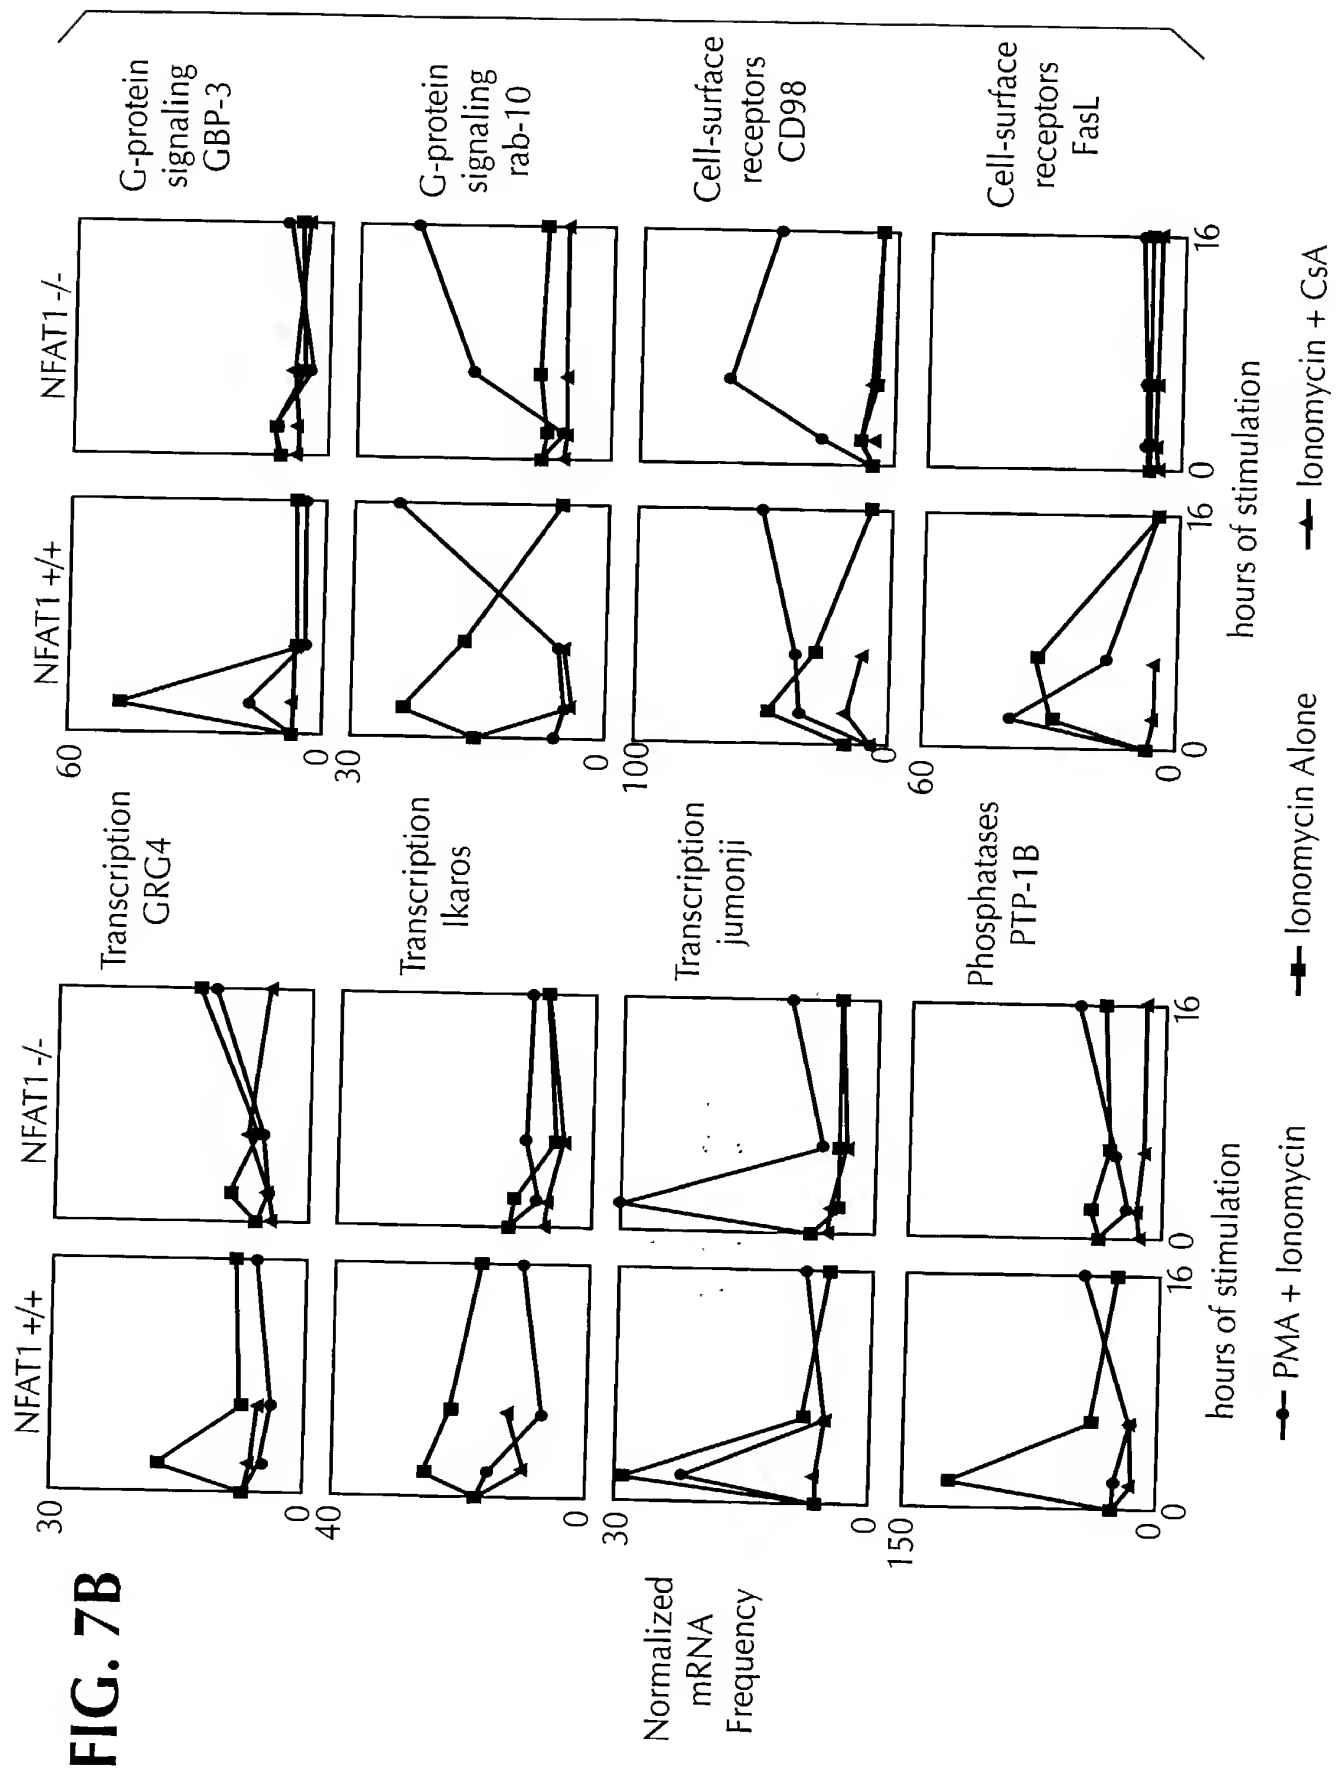 FIG. 7B
NFAT1 +/+
NFAT1 -/-
NFAT1 +/+
NFAT1 -/-
30
0
Transcription
GRG4
60
0
G-protein
signaling
GBP-3
40
0
Transcription
Ikaros
30
0
G-protein
signaling
rab-10
Normalized
mRNA
Frequency
30
0
Transcription
jumonji
100
0
Cell-surface
receptors
CD98
150
0
0
16
0
16
Phosphatases
PTP-1B
60
0
0
16
0
16
Cell-surface
receptors
FasL
hours of stimulation
hours of stimulation
PMA + Ionomycin
Ionomycin Alone
Ionomycin + CsA